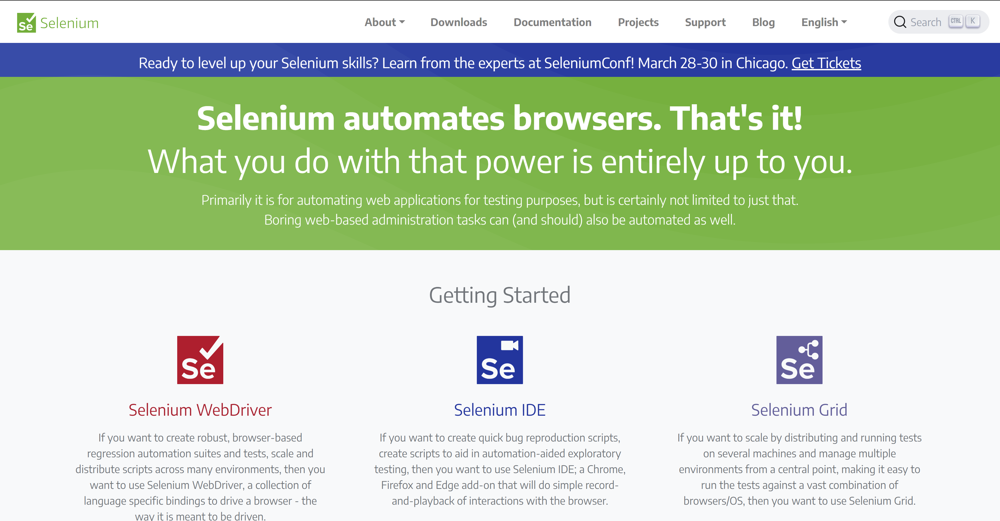 Se Selenium
About
Downloads
Documentation
Projects
Support
Blog
English
Search CTRL K
Ready to level up your Selenium skills? Learn from the experts at SeleniumConf! March 28-30 in Chicago. Get Tickets
Selenium automates browsers. That's it!
What you do with that power is entirely up to you.
Primarily it is for automating web applications for testing purposes, but is certainly not limited to just that.
Boring web-based administration tasks can (and should) also be automated as well.
Getting Started
Se
Selenium WebDriver
If you want to create robust, browser-based
regression automation suites and tests, scale and
distribute scripts across many environments, then you
want to use Selenium WebDriver, a collection of
language specific bindings to drive a browser - the
way it is meant to be driven.
Se
Selenium IDE
If you want to create quick bug reproduction scripts,
create scripts to aid in automation-aided exploratory
testing, then you want to use Selenium IDE; a Chrome,
Firefox and Edge add-on that will do simple record-
and-playback of interactions with the browser.
Se
Selenium Grid
If you want to scale by distributing and running tests
on several machines and manage multiple
environments from a central point, making it easy to
run the tests against a vast combination of
browsers/OS, then you want to use Selenium Grid.